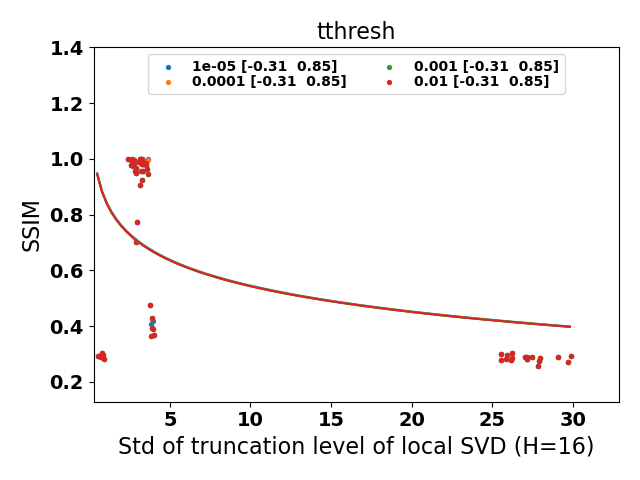 tthresh
1e-05 [-0.31  0.85]
0.0001 [-0.31  0.85]
0.001 [-0.31  0.85]
0.01 [-0.31  0.85]
SSIM
1.4
1.2
1.0
0.8
0.6
0.4
0.2
5 10 15 20 25 30
Std of truncation level of local SVD (H=16)